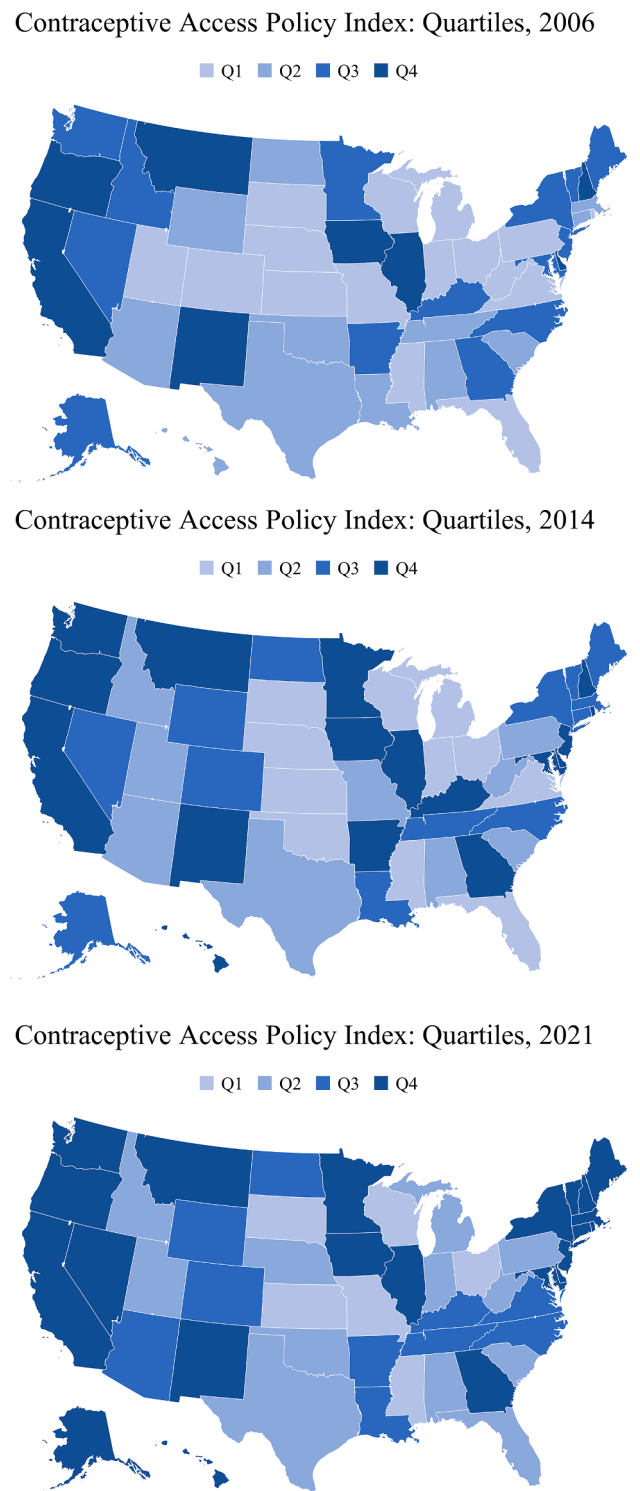 Contraceptive Access Policy Index: Quartiles, 2006
Q1 Q2 Q3 Q4
Contraceptive Access Policy Index: Quartiles, 2014
Q1 Q2 Q3 Q4
Contraceptive Access Policy Index: Quartiles, 2021
Q1 Q2 Q3 Q4